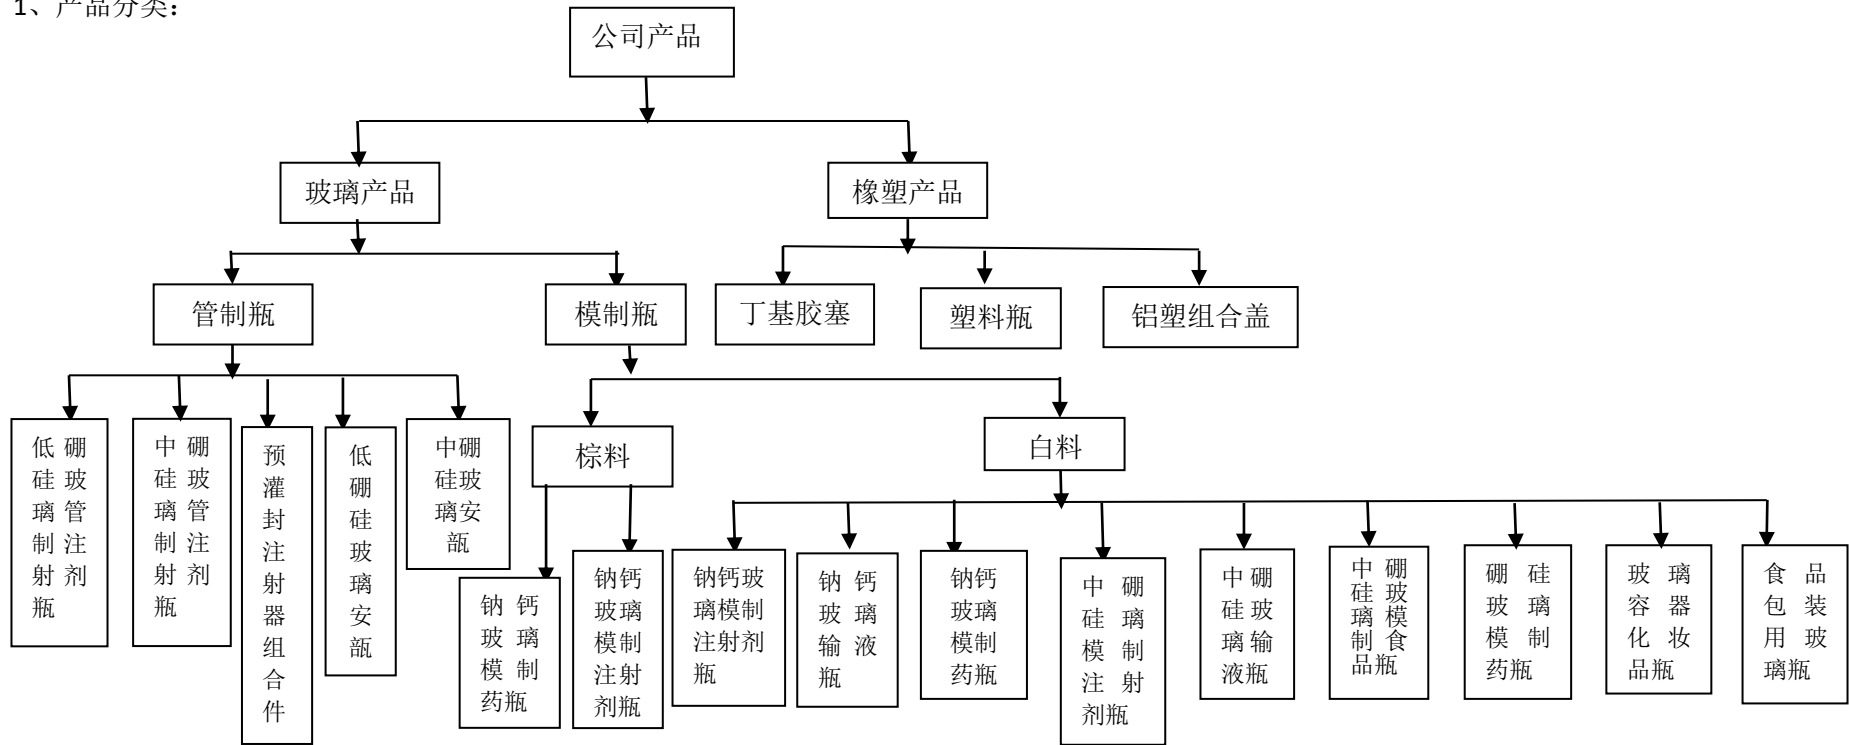 1、产品分类：
公司产品
玻璃产品
橡塑产品
管制瓶
模制瓶
丁基胶塞
塑料瓶
铝塑组合盖
棕料
白料
低硼
硅玻
璃管
制注
射剂
瓶
中硼
硅玻
璃管
制注
射剂
瓶
预
灌
封
注
射
器
组
合
件
低
硼
硅
玻
璃
安
瓿
中硼
硅玻
璃安
瓿
钠钙
玻璃
模制
药瓶
钠钙
玻璃
模制
注射
剂瓶
钠钙玻
璃模制
注射剂
瓶
钠钙
玻璃
输液
瓶
钠钙
玻璃
模制
药瓶
中硼
硅璃
模制
注射
剂瓶
中硼
硅玻
璃输
液瓶
中硼
硅玻
璃模
制食
品瓶
硼硅
玻璃
模制
药瓶
玻璃
容器
化妆
品瓶
食品
包装
用玻
璃瓶